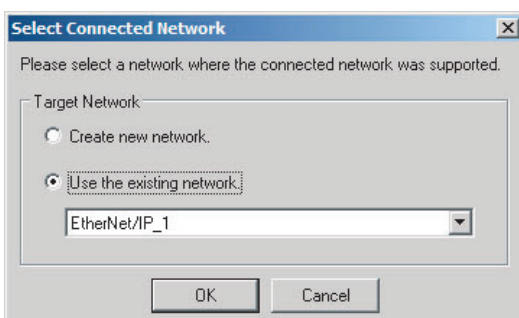 Select Connected Network
Please select a network where the connected network was supported.
Target Network
Create new network.
Use the existing network.
EtherNet/IP_1
OK Cancel